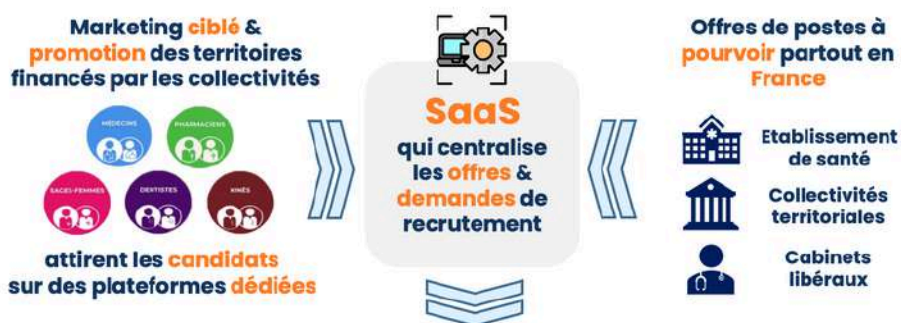 Marketing ciblé &
promotion des territoires
financés par les collectivités
MÉDECINS
PHARMACIENS
SAGES-FEMMES
DENTISTES
KINÉS
attirent les candidats
sur des plateformes dédiées
SaaS
qui centralise
les offres &
demandes de
recrutement
Offres de postes à
pourvoir partout en
France
Etablissement
de santé
Collectivités
territoriales
Cabinets
libéraux